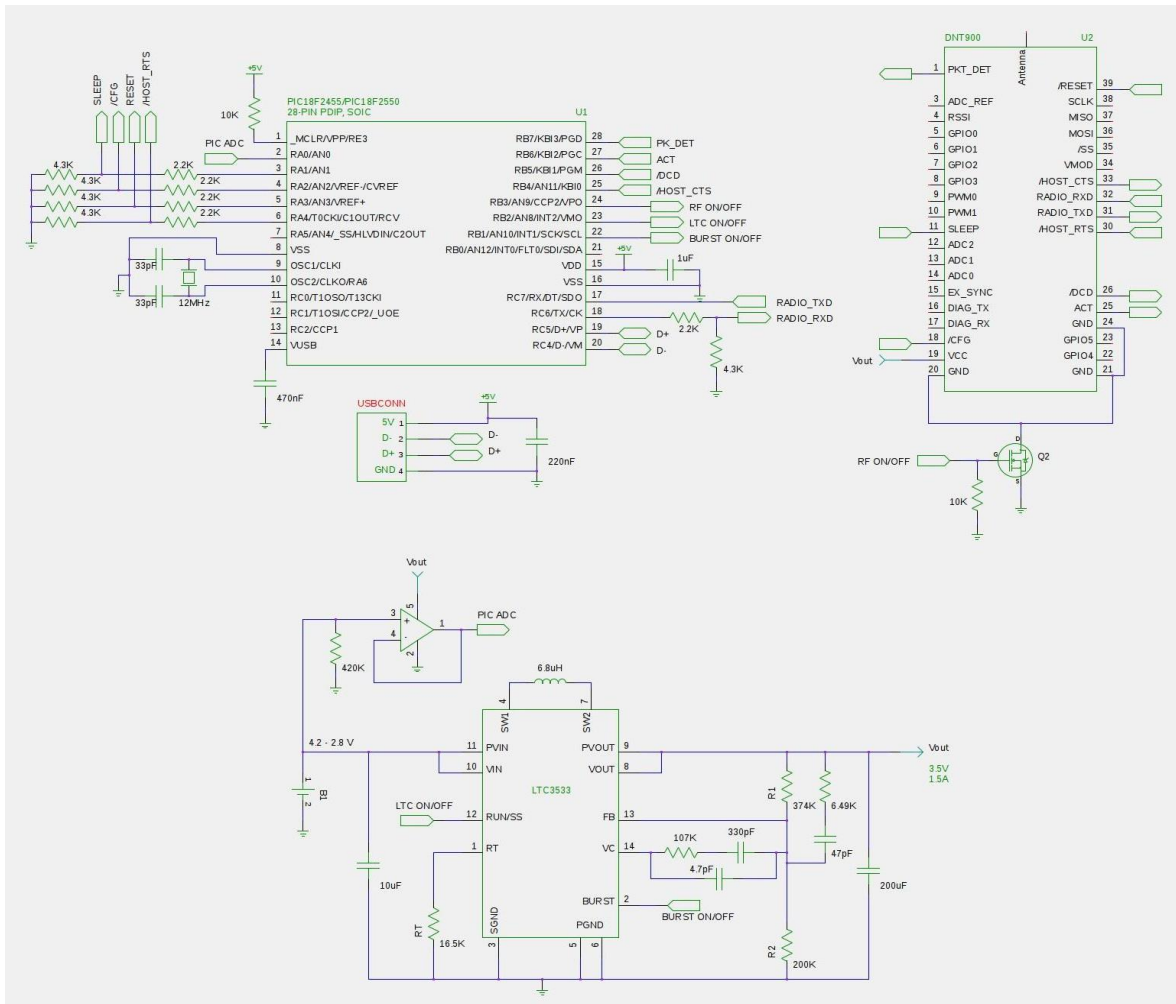 SLEEP
/CFG
RESET
/HOST_RTS
+5V
10K
PIC ADC
4.3K
4.3K
4.3K
4.3K
2.2K
2.2K
2.2K
2.2K
33pF
33pF
12MHz
470nF
PIC18F2455/PIC18F2550
28-PIN PDIP, SOIC
U1
1 _MCLR/VPP/RE3
2 RA0/AN0
3 RA1/AN1
4 RA2/AN2/VREF-/CVREF
5 RA3/AN3/VREF+
6 RA4/T0CKI/C1OUT/RCV
7 RA5/AN4/_SS/HLVDIN/C2OUT
8 VSS
9 OSC1/CLKI
10 OSC2/CLKO/RA6
11 RC0/T1OSO/T13CKI
12 RC1/T1OSI/CCP2/_UOE
13 RC2/CCP1
14 VUSB
RB7/KBI3/PGD 28 PK_DET
RB6/KBI2/PGC 27 ACT
RB5/KBI1/PGM 26 /DCD
RB4/AN11/KBI0 25 /HOST_CTS
RB3/AN9/CCP2/VPO 24 RF ON/OFF
RB2/AN8/INT2/VMO 23 LTC ON/OFF
RB1/AN10/INT1/SCK/SCL 22 BURST ON/OFF
RB0/AN12/INT0/FLT0/SDI/SDA 21
VDD 15
VSS 16
RC7/RX/DT/SDO 17 RADIO_TXD
RC6/TX/CK 18 RADIO_RXD
RC5/D+/VP 19 D+
RC4/D-/VM 20 D-
+5V
1uF
2.2K
4.3K
USBCONN
5V 1
D- 2 D-
D+ 3 D+
GND 4
+5V
220nF
DNT900
U2
Antenna
1 PKT_DET
3 ADC_REF
4 RSSI
5 GPIO0
6 GPIO1
7 GPIO2
8 GPIO3
9 PWM0
10 PWM1
11 SLEEP
12 ADC2
13 ADC1
14 ADC0
15 EX_SYNC
16 DIAG_TX
17 DIAG_RX
18 /CFG
Vout 19 VCC
20 GND
/RESET 39
SCLK 38
MISO 37
MOSI 36
/SS 35
VMOD 34
/HOST_CTS 33
RADIO_RXD 32
RADIO_TXD 31
/HOST_RTS 30
/DCD 26
ACT 25
GND 24
GPIO5 23
GPIO4 22
GND 21
RF ON/OFF
10K
D
G
S
Q2
Vout
5
3 +
4 -
1
2
PIC ADC
420K
6.8uH
4 SW1
7 SW2
4.2 - 2.8 V
1
2
B1
10uF
LTC ON/OFF
11 PVIN
10 VIN
12 RUN/SS
1 RT
SGND 3
LTC3533
PVOUT 9
VOUT 8
FB 13
VC 14
BURST 2
PGND
5 6
RT
16.5K
BURST ON/OFF
107K
330pF
4.7pF
R1
374K
6.49K
47pF
R2
200K
200uF
Vout
3.5V
1.5A